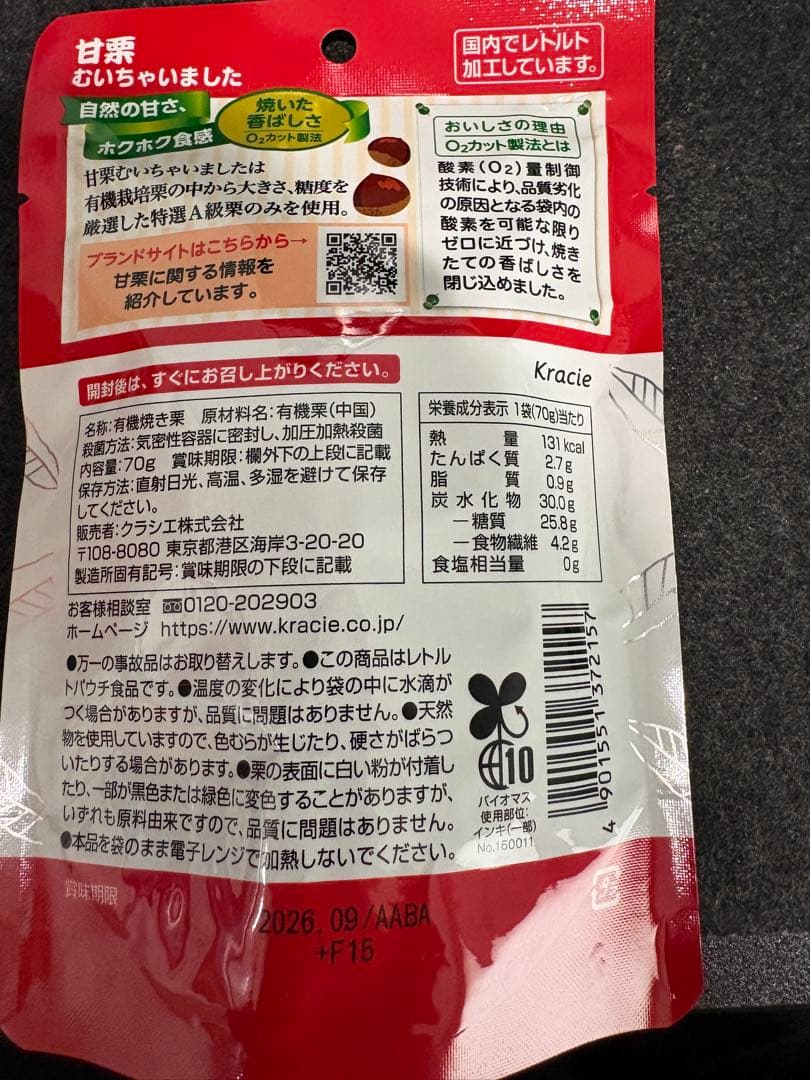 甘栗
むいちゃいました
国内でレトルト
加工しています。
自然の甘さ、
ホクホク食感
焼いた
香ばしさ
O₂カット製法
甘栗むいちゃいましたは
有機栽培栗の中から大きさ、糖度を
厳選した特選A級栗のみを使用。
ブランドサイトはこちらから→
甘栗に関する情報を
紹介しています。
おいしさの理由
O₂カット製法とは
酸素(O₂)量制御
技術により、品質劣化
の原因となる袋内の
酸素を可能な限り
ゼロに近づけ、焼き
たての香ばしさを
閉じ込めました。
開封後は、すぐにお召し上がりください。
Kracie
名称:有機焼き栗 原材料名:有機栗(中国)
殺菌方法:気密性容器に密封し、加圧加熱殺菌
内容量:70g 賞味期限:欄外下の上段に記載
保存方法:直射日光、高温、多湿を避けて保存
してください。
販売者:クラシエ株式会社
〒108-8080 東京都港区海岸3-20-20
製造所固有記号:賞味期限の下段に記載
栄養成分表示 1袋(70g)当たり
熱量 131kcal
たんぱく質 2.7g
脂質 0.9g
炭水化物 30.0g
ー糖質 25.8g
ー食物繊維 4.2g
食塩相当量 0g
お客様相談室 0120-202903
ホームページ https://www.kracie.co.jp/
●万一の事故品はお取り替えします。●この商品はレトル
トパウチ食品です。●温度の変化により袋の中に水滴が
つく場合がありますが、品質に問題はありません。●天然
物を使用していますので、色むらが生じたり、硬さがばらつ
いたりする場合があります。●栗の表面に白い粉が付着し
たり、一部が黒色または緑色に変色することがありますが、
いずれも原料由来ですので、品質に問題はありません。
●本品を袋のまま電子レンジで加熱しないでください。
10
バイオマス
使用部位:
インキ(一部)
No.160011
4 901551 372157
賞味期限
2026.09/AABA
+F15